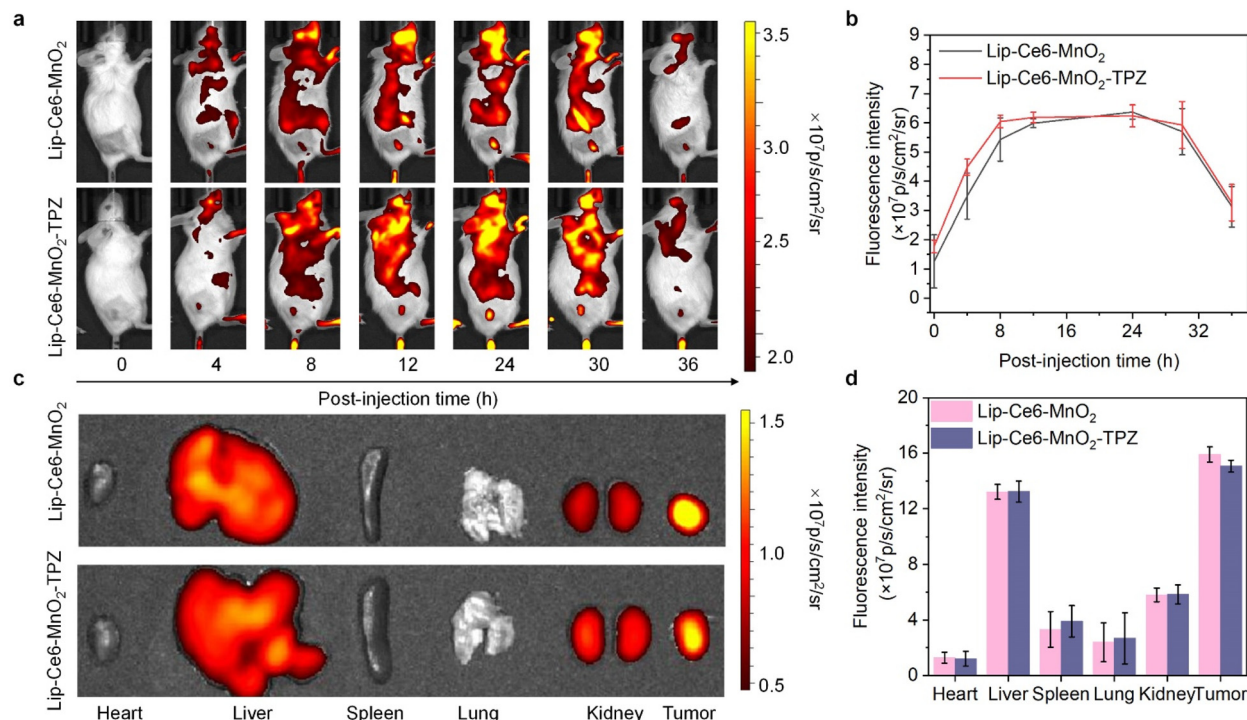 a
Lip-Ce6-MnO₂
Lip-Ce6-MnO₂-TPZ
0 4 8 12 24 30 36
Post-injection time (h)
3.5
3.0
2.5
2.0
×10⁷p/s/cm²/sr
b
Lip-Ce6-MnO₂
Lip-Ce6-MnO₂-TPZ
Fluorescence intensity
(×10⁷p/s/cm²/sr)
9
8
7
6
5
4
3
2
1
0
0 8 16 24 32
Post-injection time (h)
c
Lip-Ce6-MnO₂
Lip-Ce6-MnO₂-TPZ
Heart Liver Spleen Lung Kidney Tumor
1.5
1.0
0.5
×10⁷p/s/cm²/sr
d
Lip-Ce6-MnO₂
Lip-Ce6-MnO₂-TPZ
Fluorescence intensity
(×10⁷p/s/cm²/sr)
20
16
12
8
4
0
Heart Liver Spleen Lung Kidney Tumor